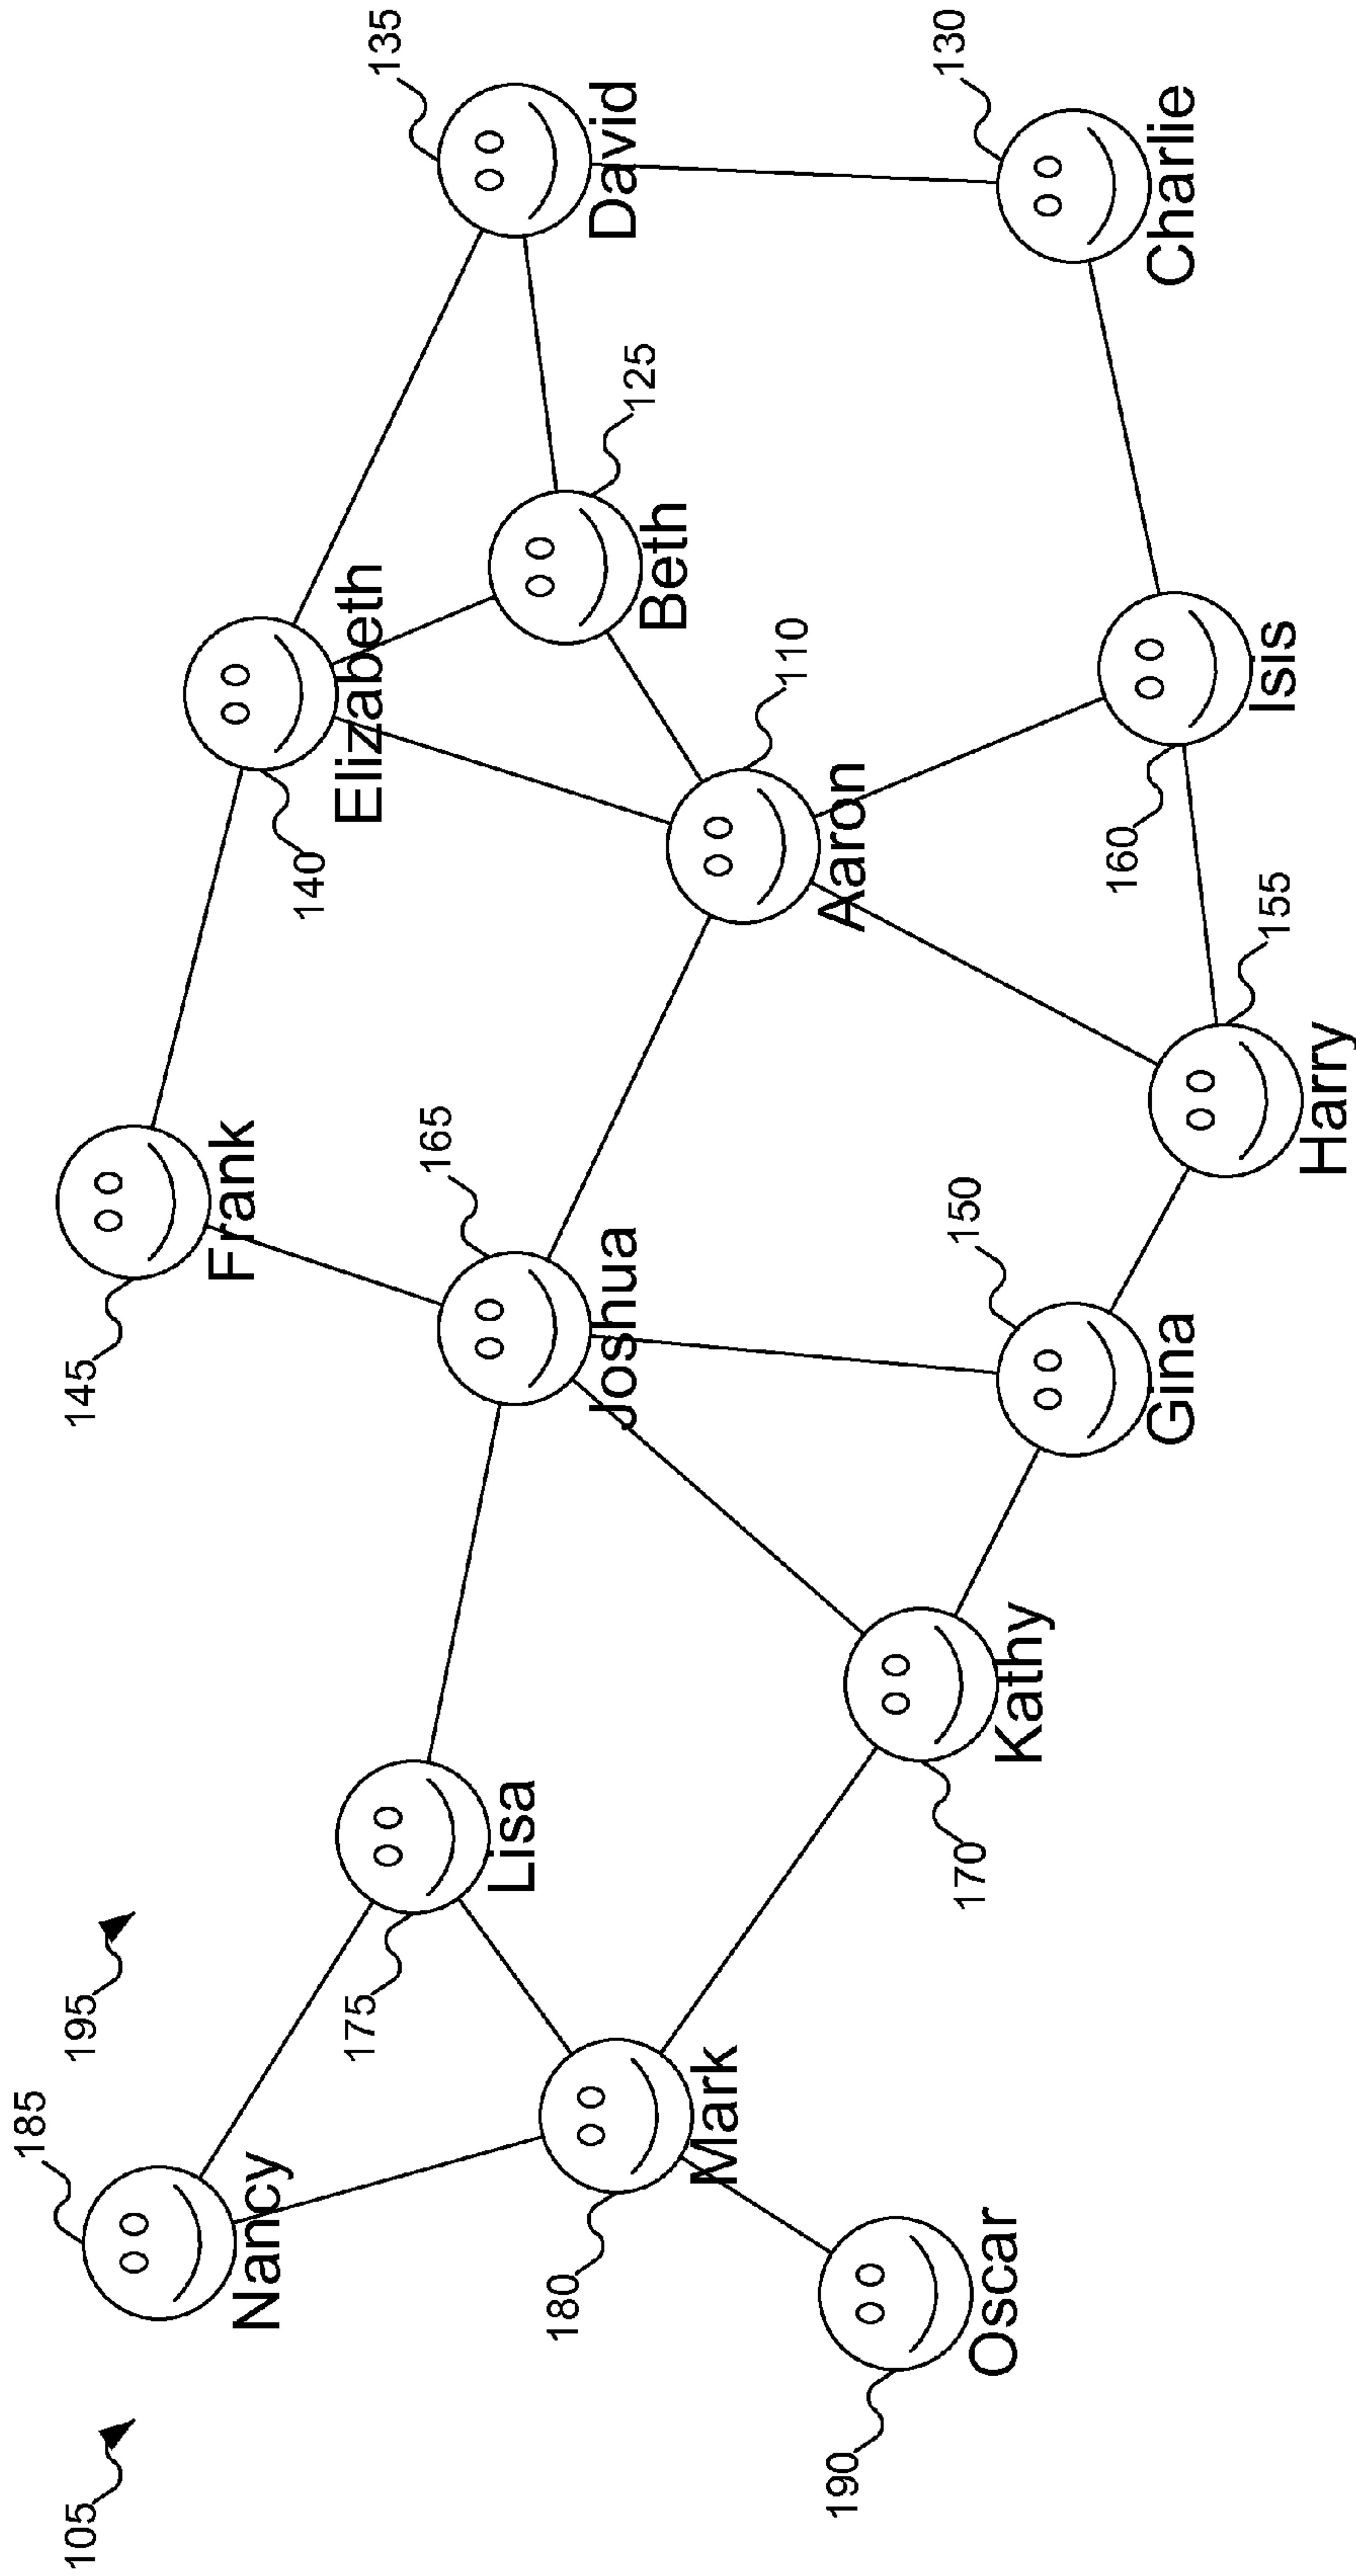 105
185
Nancy
195
190
Oscar
180
Mark
175
Lisa
170
Kathy
145
Frank
165
Joshua
150
Gina
155
Harry
140
Elizabeth
110
Aaron
160
Isis
125
Beth
135
David
130
Charlie